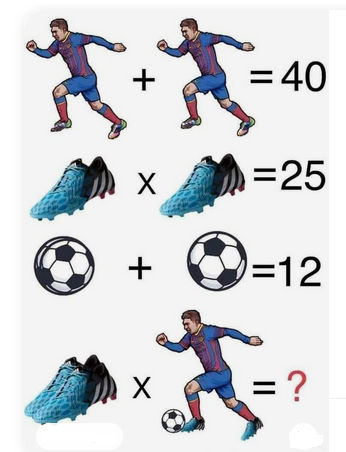 + = 40
x = 25
+ = 12
x = ?